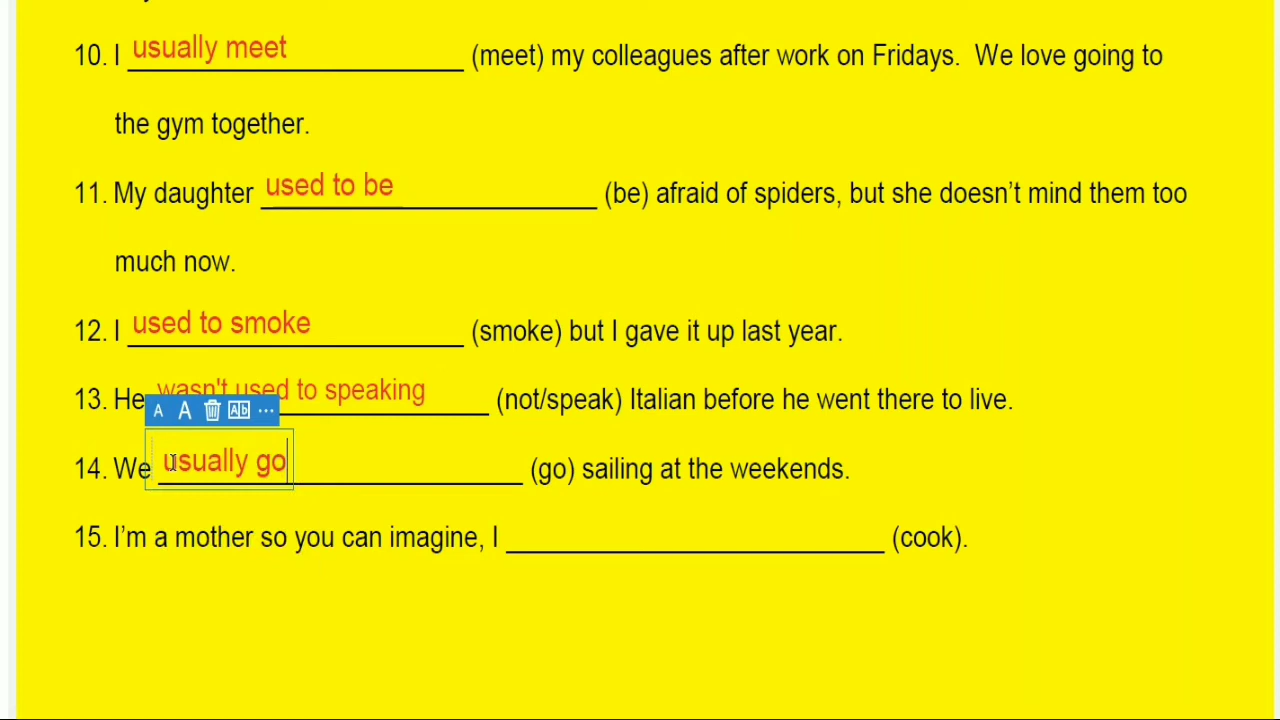 10. I usually meet (meet) my colleagues after work on Fridays. We love going to
the gym together.
11. My daughter used to be (be) afraid of spiders, but she doesn’t mind them too
much now.
12. I used to smoke (smoke) but I gave it up last year.
13. He wasn't used to speaking (not/speak) Italian before he went there to live.
A A Ab ...
14. We usually go (go) sailing at the weekends.
15. I’m a mother so you can imagine, I (cook).